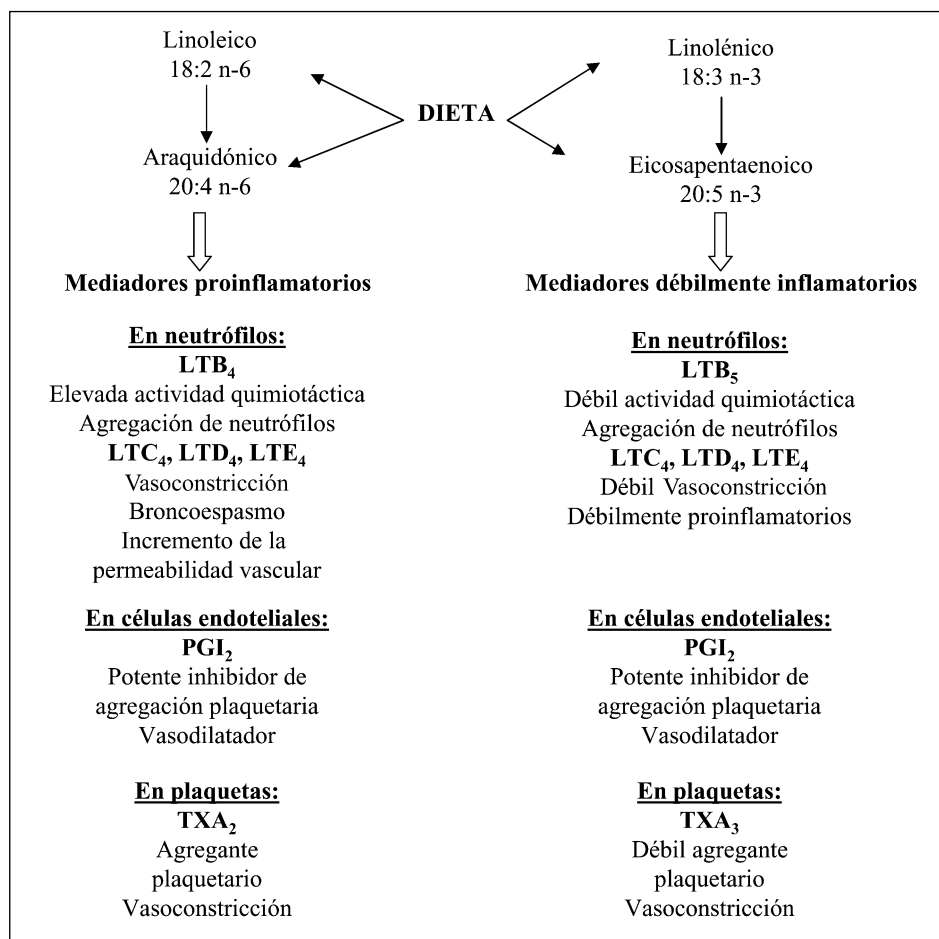 Linoleico
18:2 n-6
Linolénico
18:3 n-3
DIETA
Araquidónico
20:4 n-6
Eicosapentaenoico
20:5 n-3
Mediadores proinflamatorios
En neutrófilos:
LTB₄
Elevada actividad quimiotáctica
Agregación de neutrófilos
LTC₄, LTD₄, LTE₄
Vasoconstricción
Broncoespasmo
Incremento de la
permeabilidad vascular
En células endoteliales:
PGI₂
Potente inhibidor de
agregación plaquetaria
Vasodilatador
En plaquetas:
TXA₂
Agregante
plaquetario
Vasoconstricción
Mediadores débilmente inflamatorios
En neutrófilos:
LTB₅
Débil actividad quimiotáctica
Agregación de neutrófilos
LTC₄, LTD₄, LTE₄
Débil Vasoconstricción
Débilmente proinflamatorios
En células endoteliales:
PGI₂
Potente inhibidor de
agregación plaquetaria
Vasodilatador
En plaquetas:
TXA₃
Débil agregante
plaquetario
Vasoconstricción